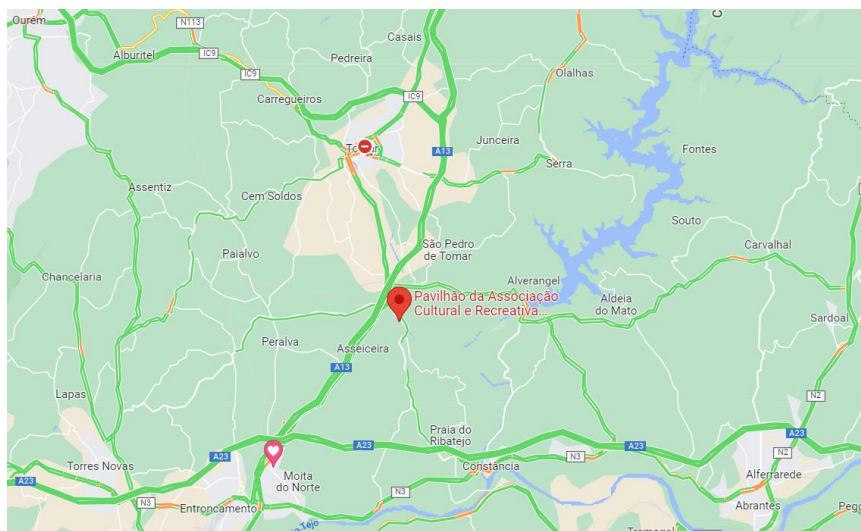 Ourém
N113
Casais
Alburitel
IC9
Pedreira
IC9
Olalhas
Carregueiros
IC9
Junceira
Fontes
A13
Serra
Assentiz
Cem Soldos
Souto
Paialvo
São Pedro
de Tomar
Carvalhal
Chancelaria
Alverangel
Pavilhão da Associação
Cultural e Recreativa...
Aldeia
do Mato
Sardoal
Peralva
Asseiceira
A13
Lapas
N2
Praia do
Ribatejo
A23
A23
A23
A23
N2
Torres Novas
Moita
do Norte
Constância
N3
Alferrarede
N3
N3
Entroncamento
Abrantes
Tejo